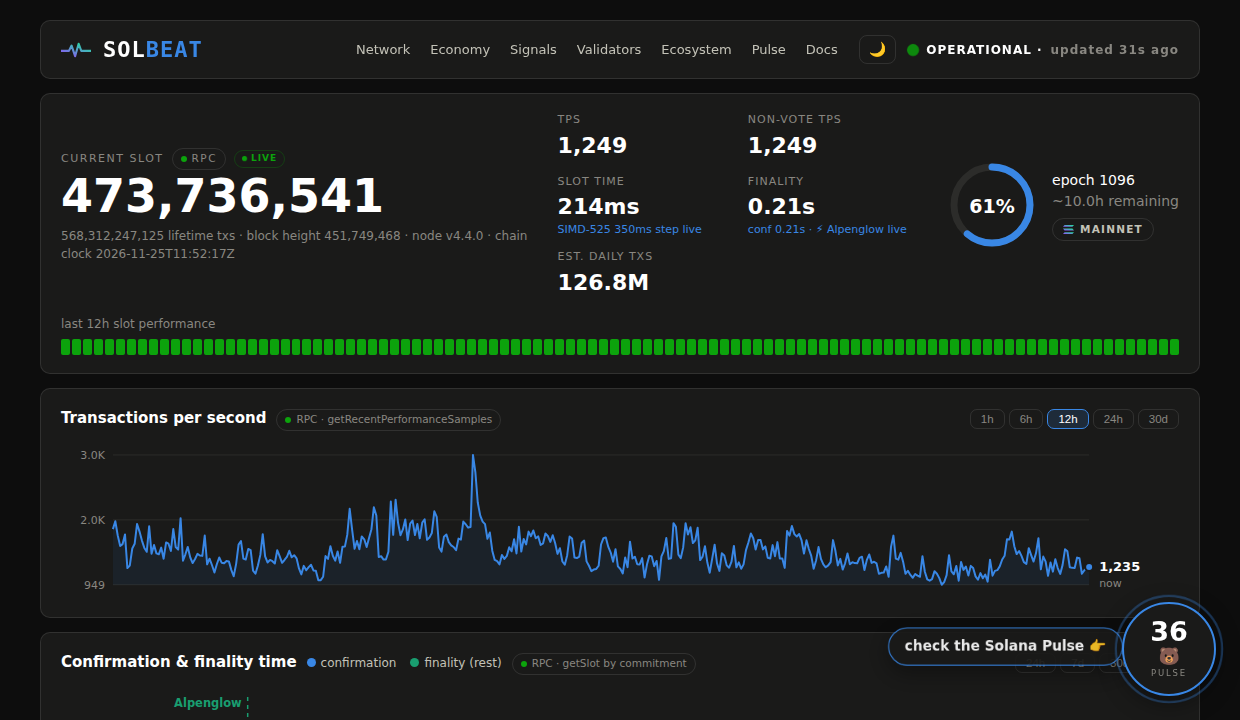 SOLBEAT
Network Economy Signals Validators Ecosystem Pulse Docs
OPERATIONAL · updated 31s ago
CURRENT SLOT RPC LIVE
473,736,541
568,312,247,125 lifetime txs · block height 451,749,468 · node v4.4.0 · chain
clock 2026-11-25T11:52:17Z
TPS
1,249
NON-VOTE TPS
1,249
SLOT TIME
214ms
SIMD-525 350ms step live
FINALITY
0.21s
conf 0.21s · ⚡ Alpenglow live
EST. DAILY TXS
126.8M
61%
epoch 1096
~10.0h remaining
MAINNET
last 12h slot performance
Transactions per second RPC · getRecentPerformanceSamples
1h 6h 12h 24h 30d
3.0K
2.0K
949
1,235
now
Confirmation & finality time confirmation finality (rest) RPC · getSlot by commitment
Alpenglow
check the Solana Pulse 👉
36
PULSE